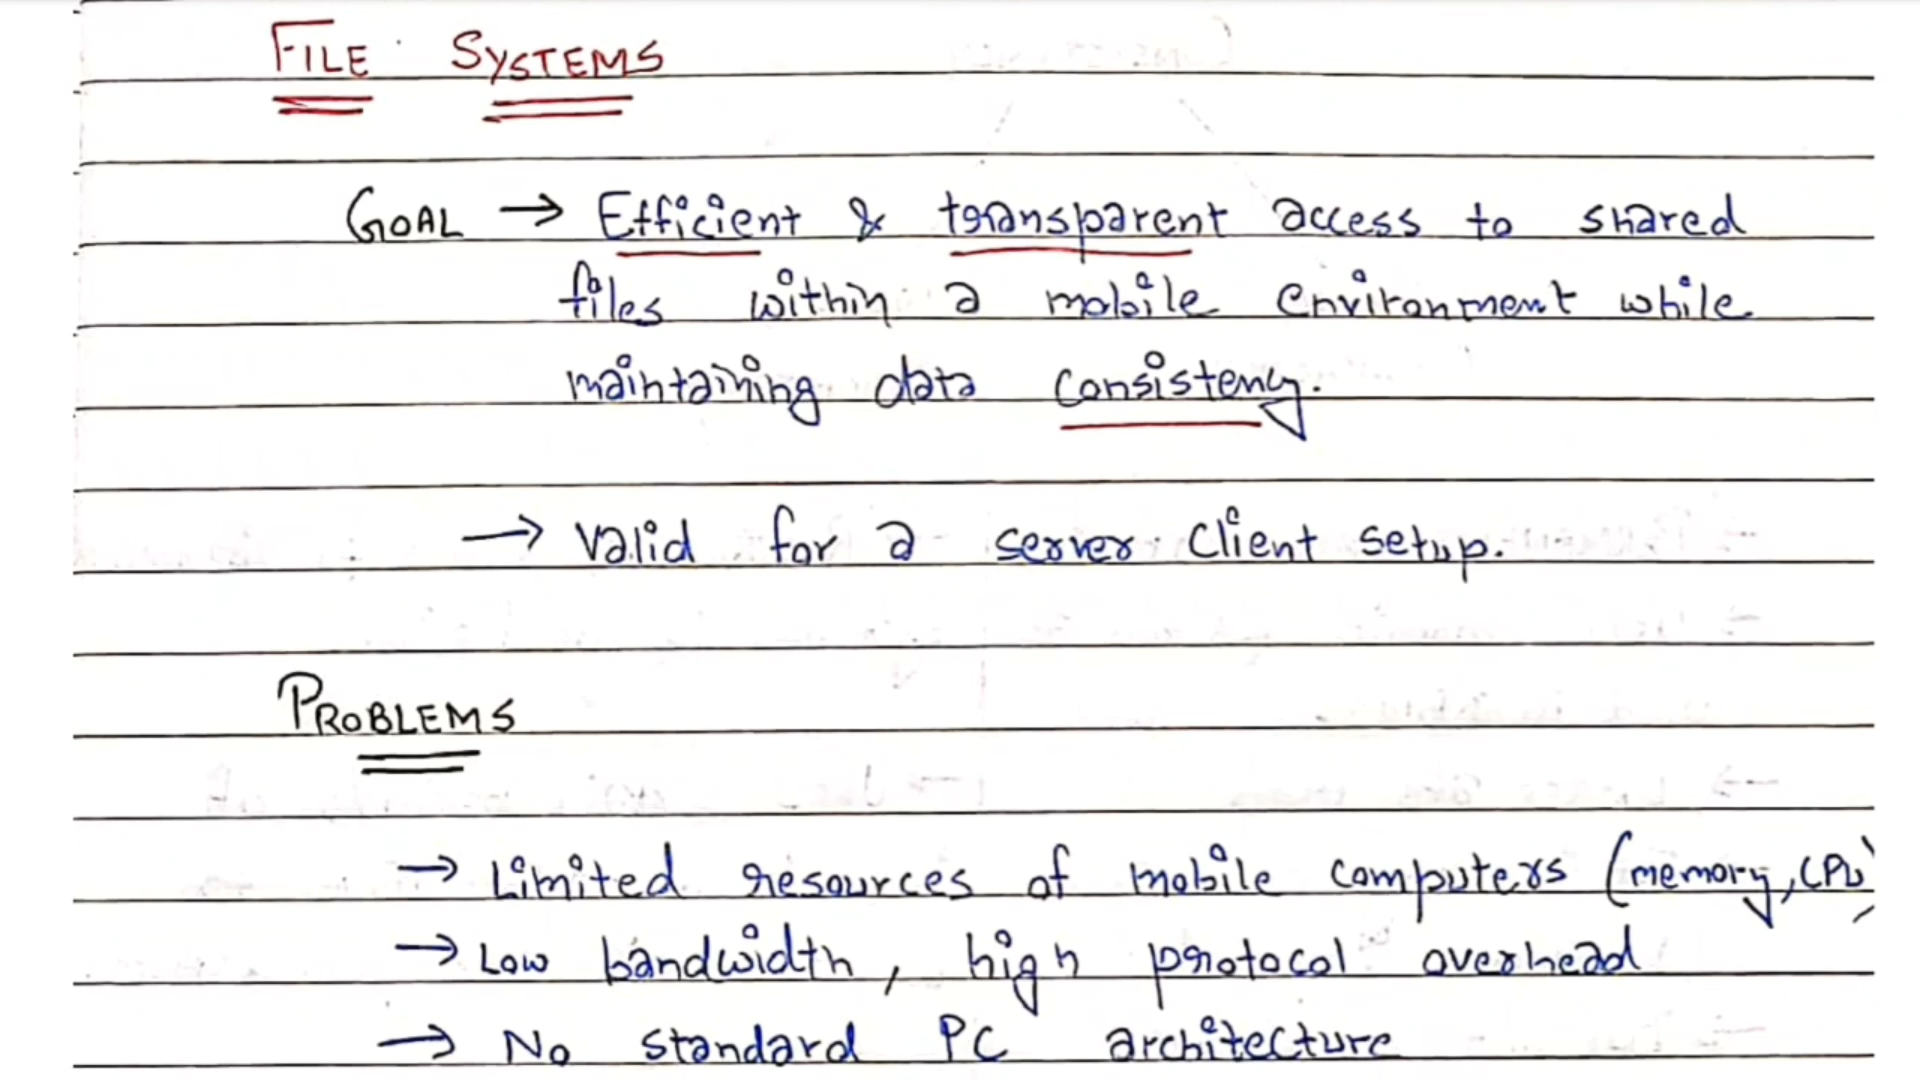 FILE SYSTEMS
GOAL → Efficient & transparent access to shared
files within a mobile environment while
maintaining data consistency.
→ Valid for a server client setup.
PROBLEMS
→ Limited resources of mobile computers (memory, CPU)
→ Low bandwidth, high protocol overhead
→ No standard PC architecture